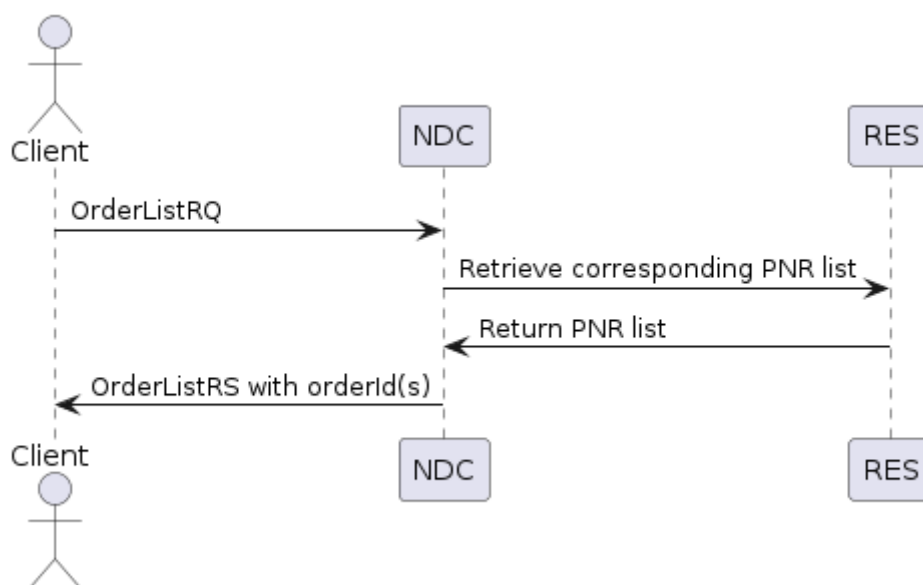 Client
NDC
RES
OrderListRQ
Retrieve corresponding PNR list
Return PNR list
OrderListRS with orderId(s)
Client
NDC
RES